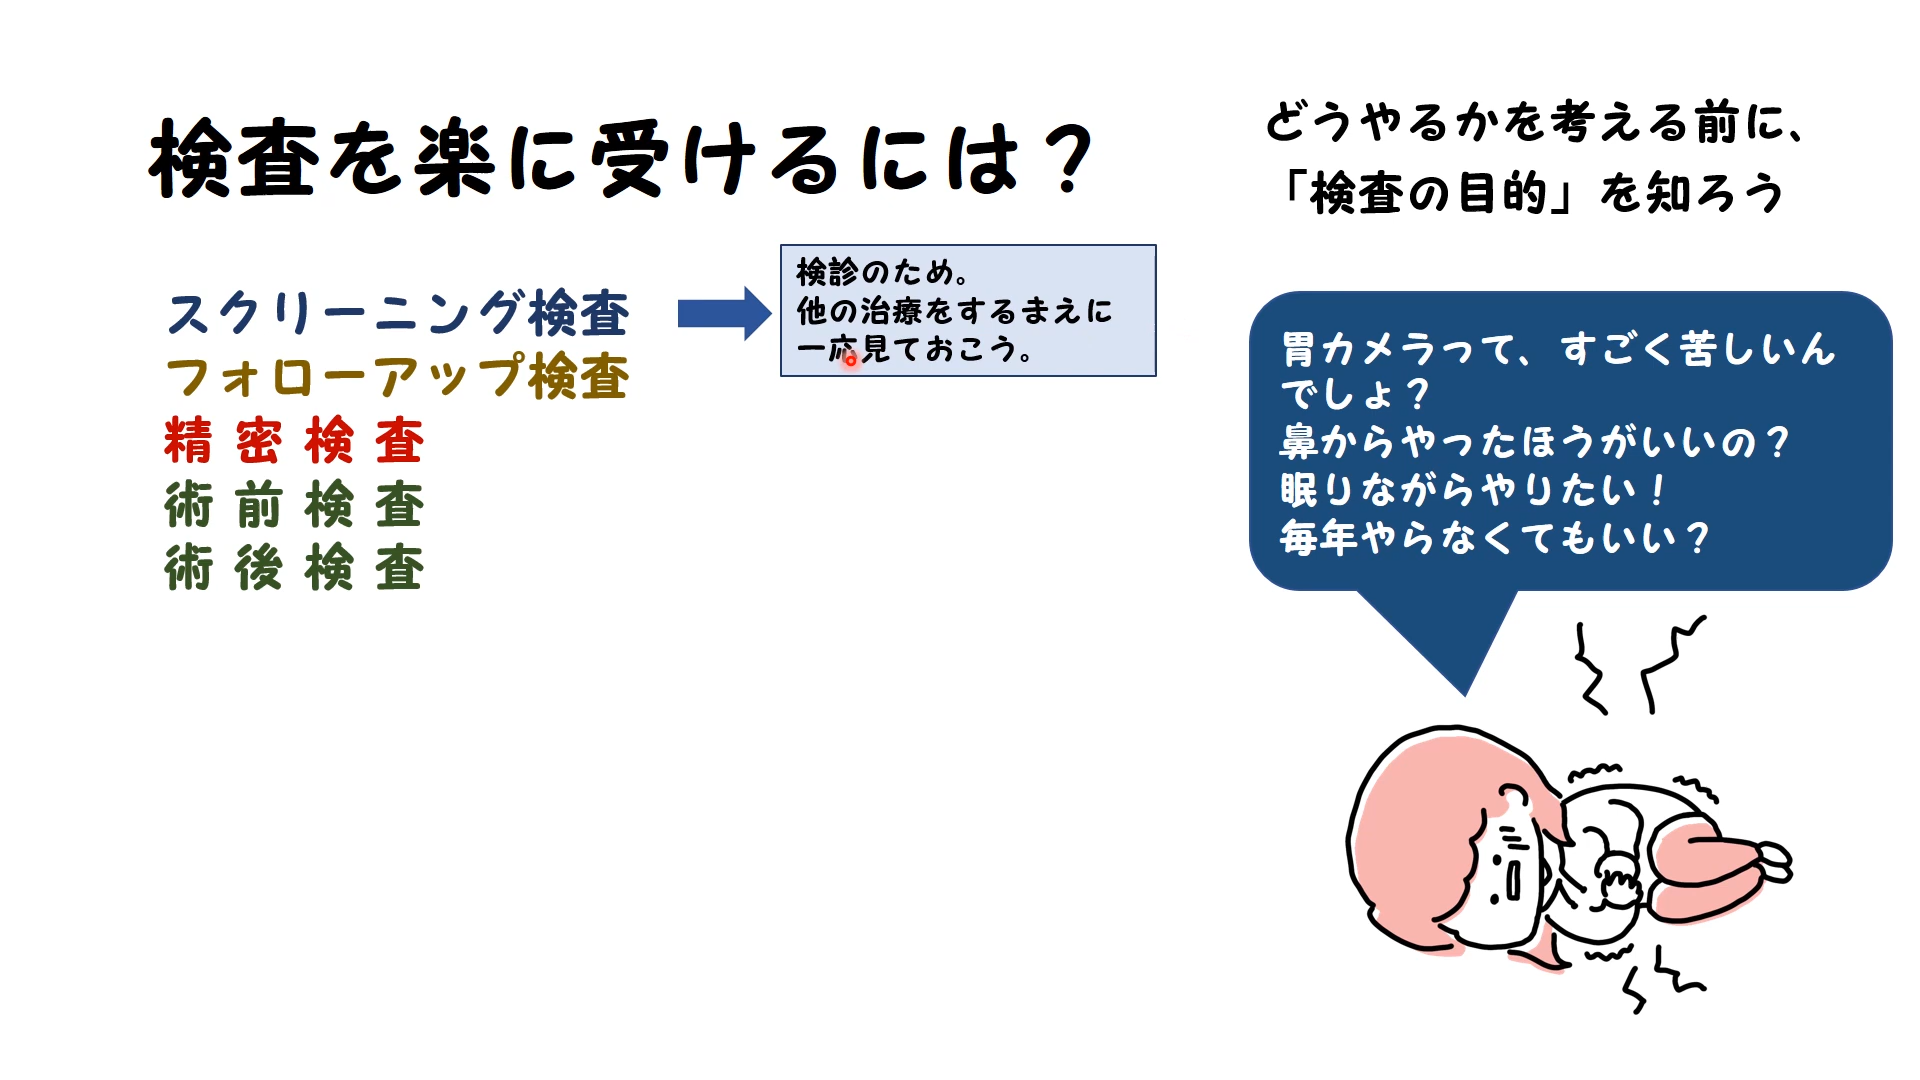 検査を楽に受けるには？
どうやるかを考える前に、
「検査の目的」を知ろう
スクリーニング検査
フォローアップ検査
精密検査
術前検査
術後検査
検診のため。
他の治療をするまえに
一応見ておこう。
胃カメラって、すごく苦しいん
でしょ？
鼻からやったほうがいいの？
眠りながらやりたい！
毎年やらなくてもいい？